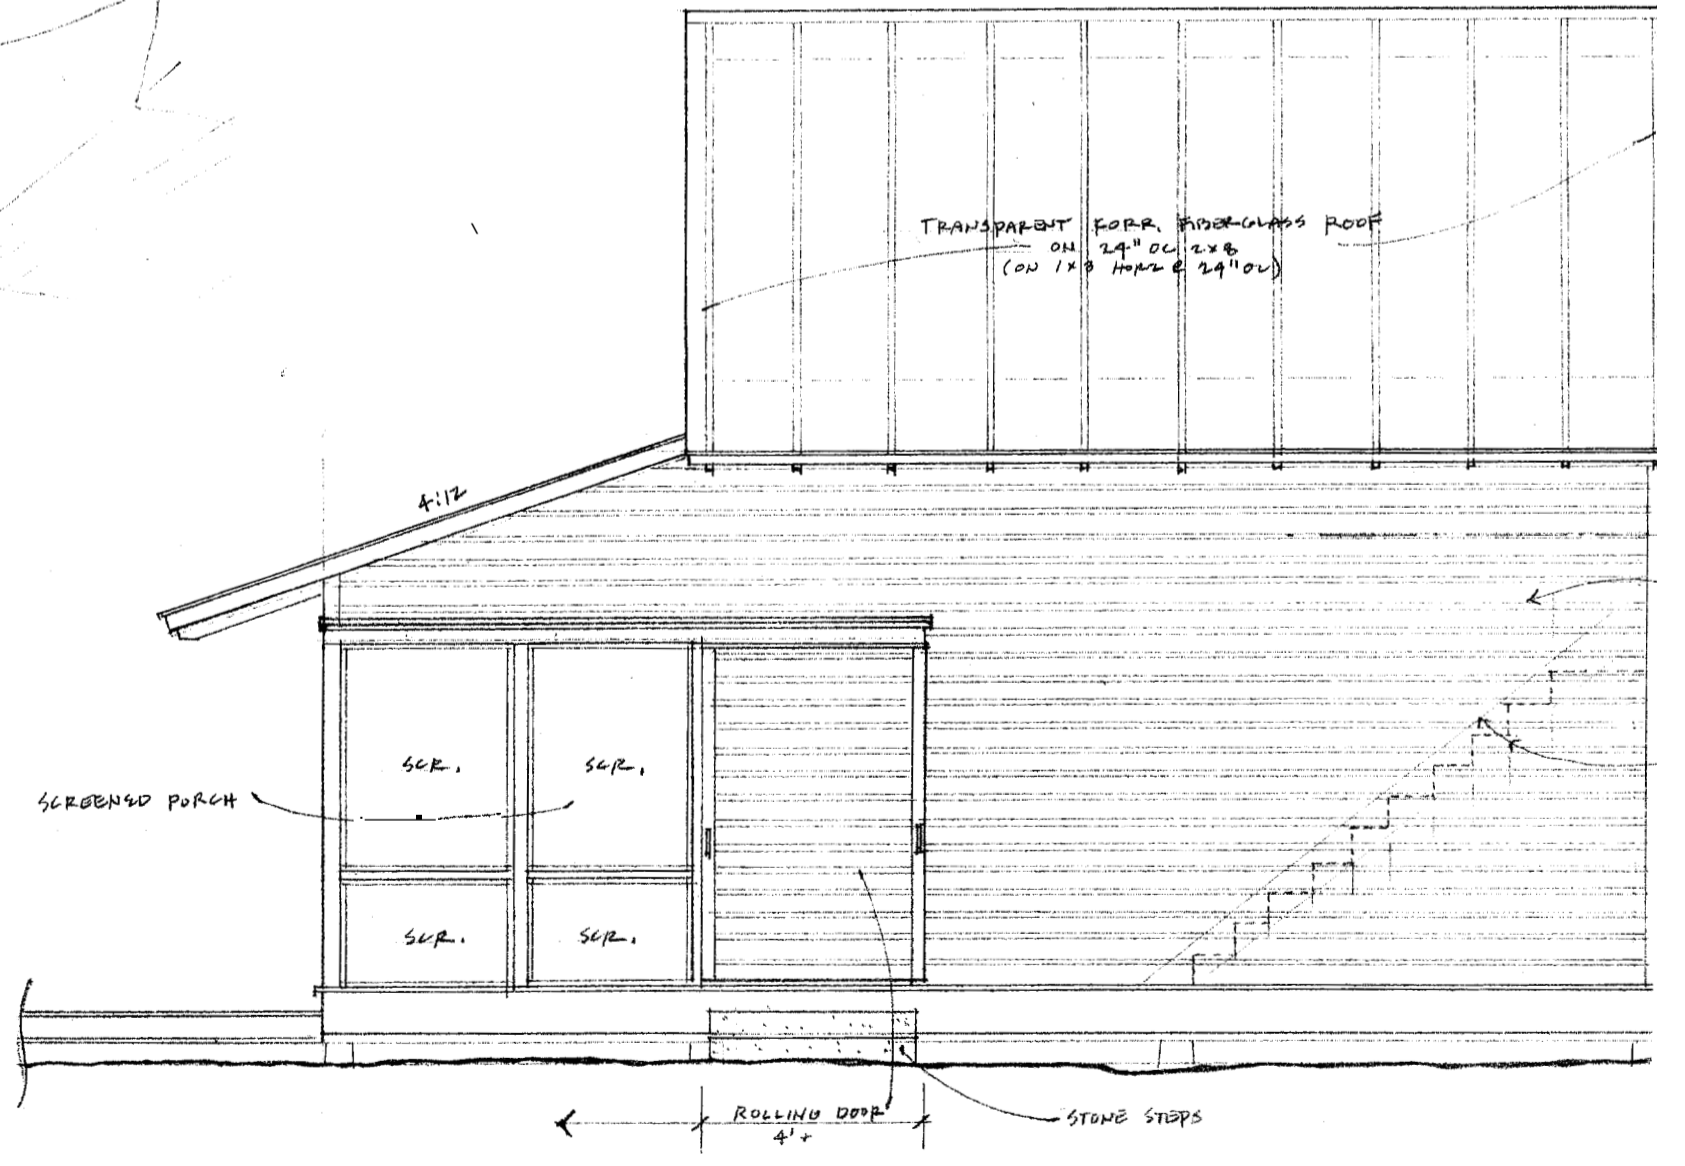 TRANSPARENT KORR. FIBERGLASS ROOF
ON 24" OC 2x8
(ON 1x3 HORZ @ 24" OC)
4:12
SCR.
SCR.
SCREENED PORCH
SCR.
SCR.
ROLLING DOOR
4'+
STONE STEPS